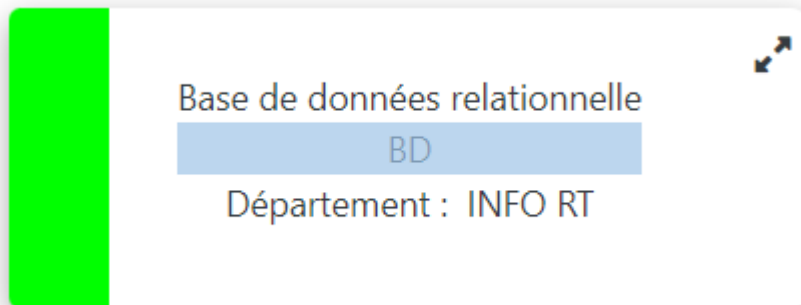 Base de données relationnelle
BD
Département : INFO RT